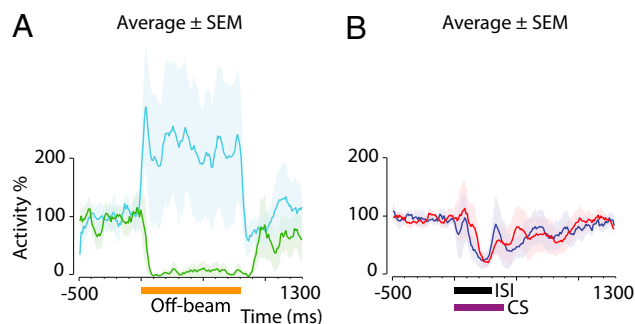 A Average ± SEM
B Average ± SEM
Activity %
200
100
0
-500 1300
Off-beam
Time (ms)
200
100
0
-500 1300
ISI
CS